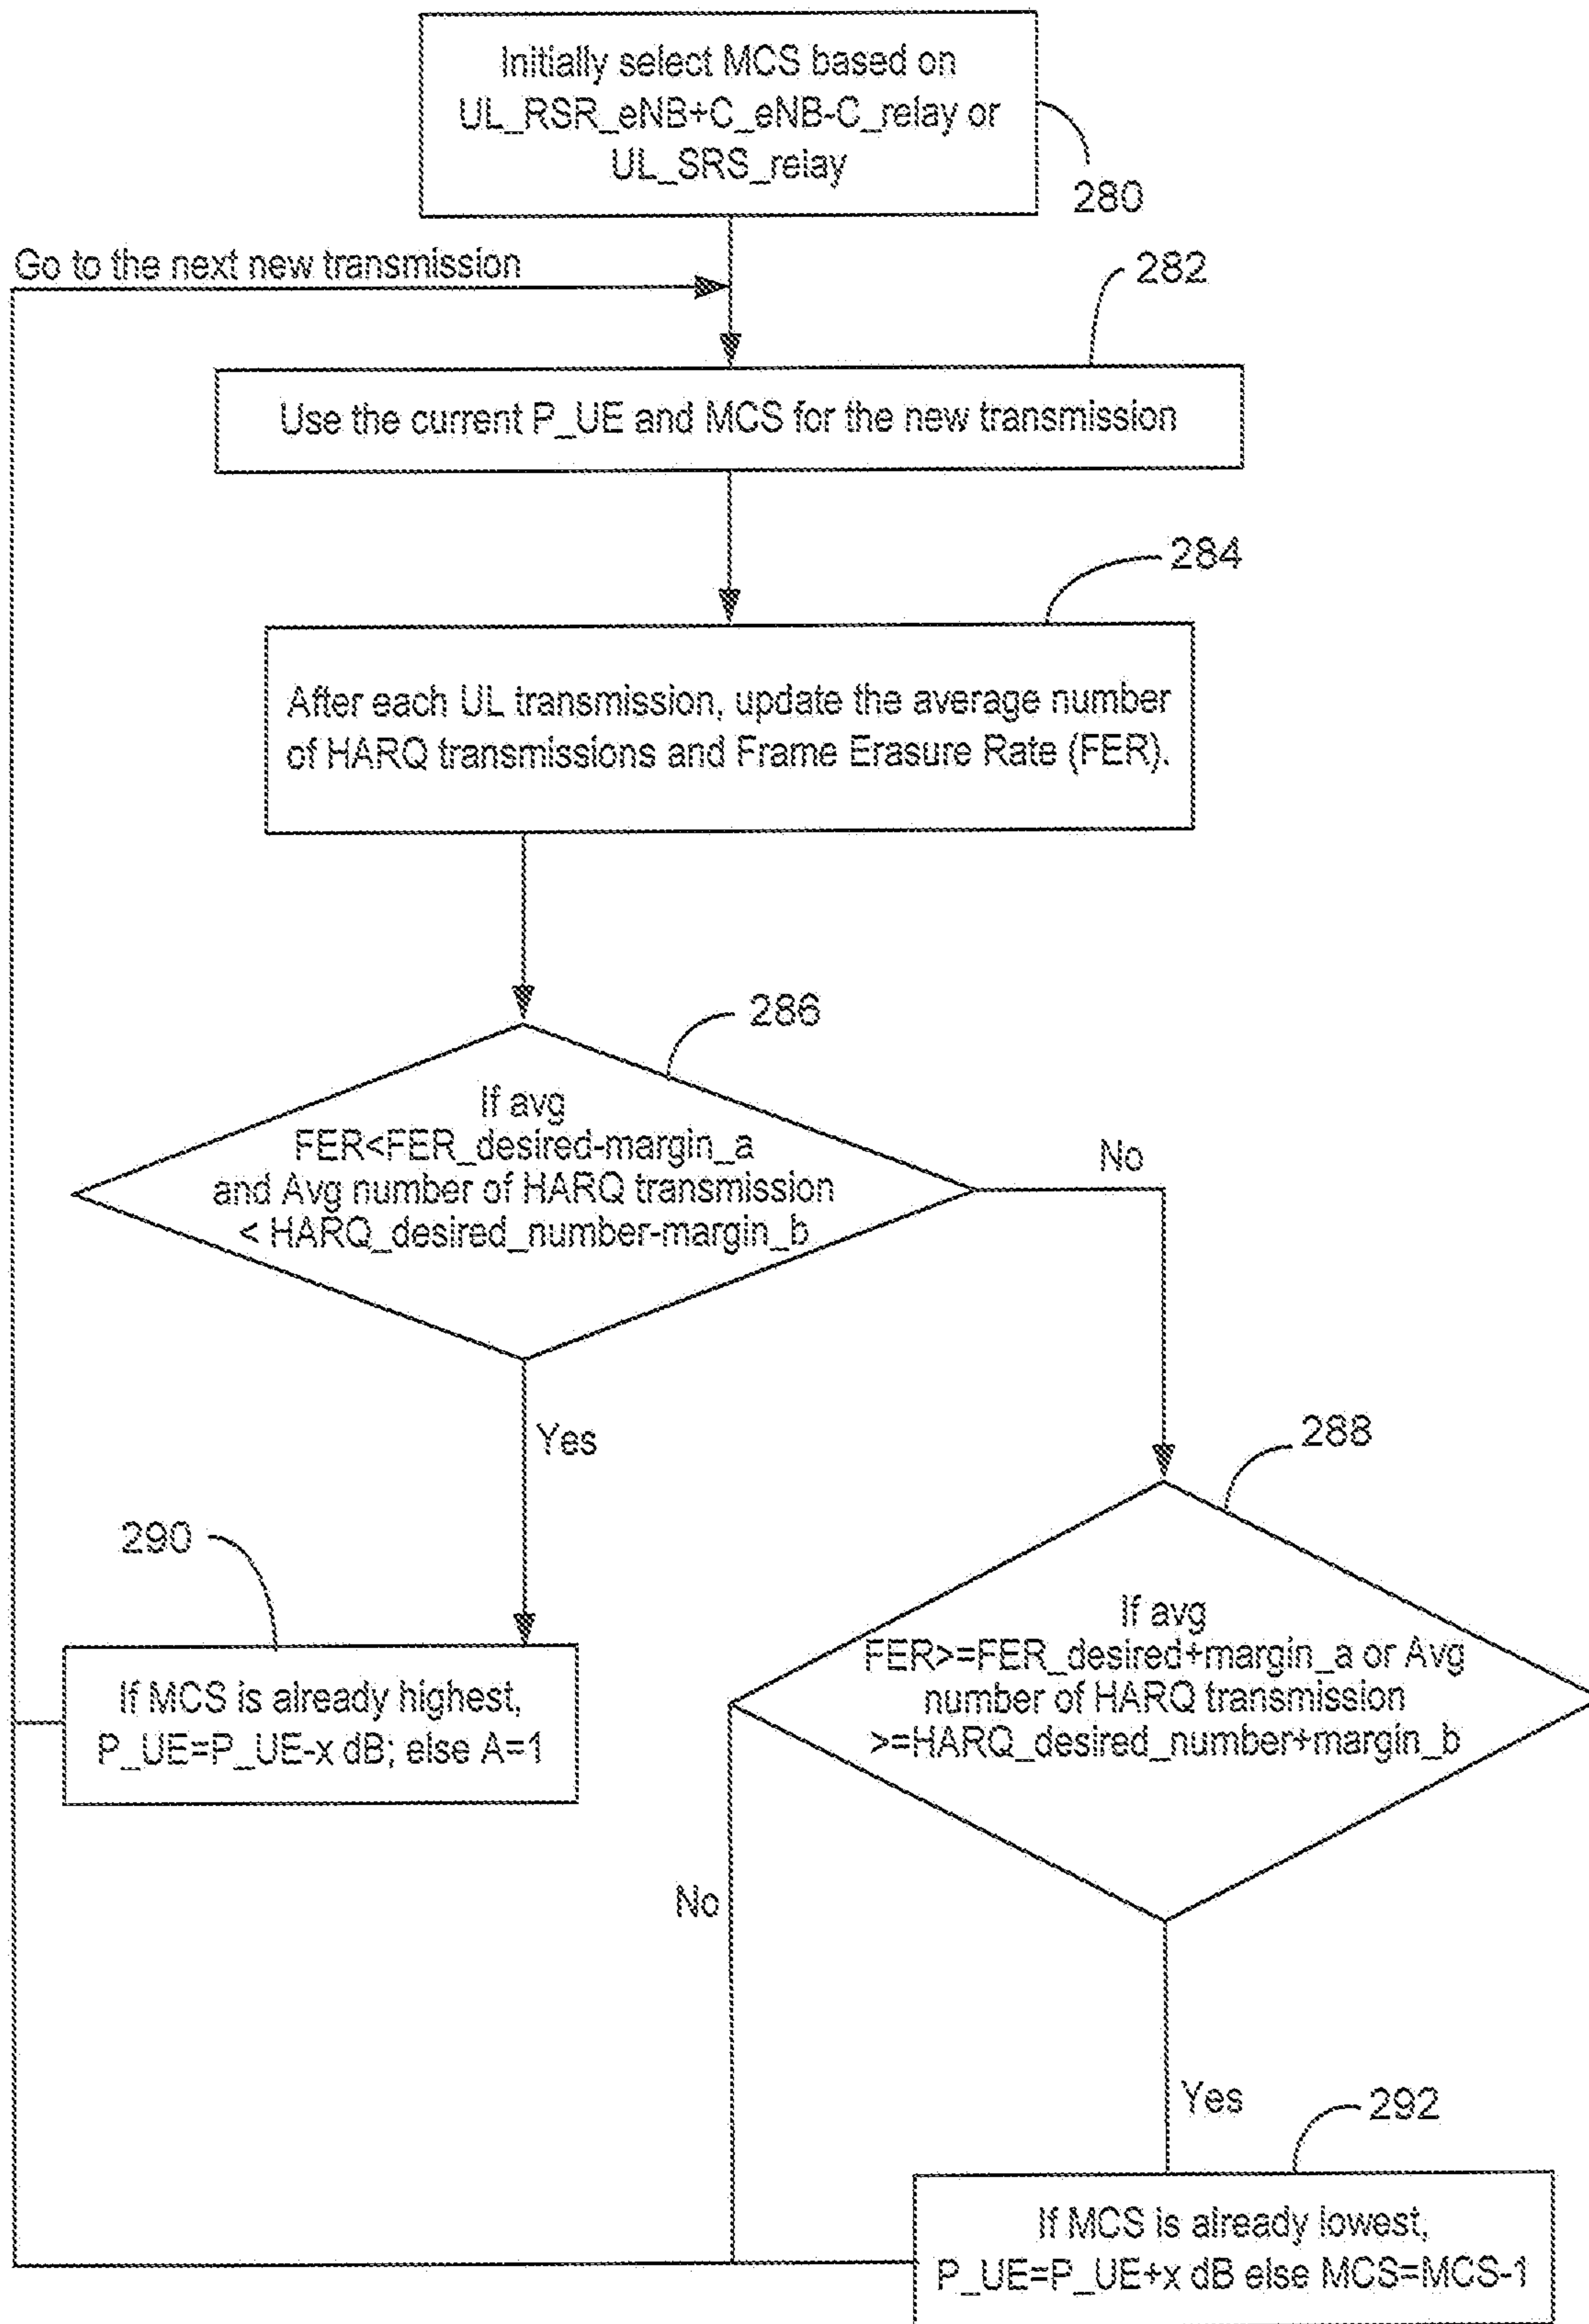 Initially select MCS based on
UL_RSR_eNB+C_eNB-C_relay or
UL_SRS_relay
280
Go to the next new transmission
282
Use the current P_UE and MCS for the new transmission
284
After each UL transmission, update the average number
of HARQ transmissions and Frame Erasure Rate (FER).
286
If avg
FER<FER_desired-margin_a
and Avg number of HARQ transmission
< HARQ_desired_number-margin_b
No
Yes
288
290
If avg
FER>=FER_desired+margin_a or Avg
number of HARQ transmission
>=HARQ_desired_number+margin_b
If MCS is already highest,
P_UE=P_UE-x dB; else A=1
No
Yes
292
If MCS is already lowest,
P_UE=P_UE+x dB else MCS=MCS-1